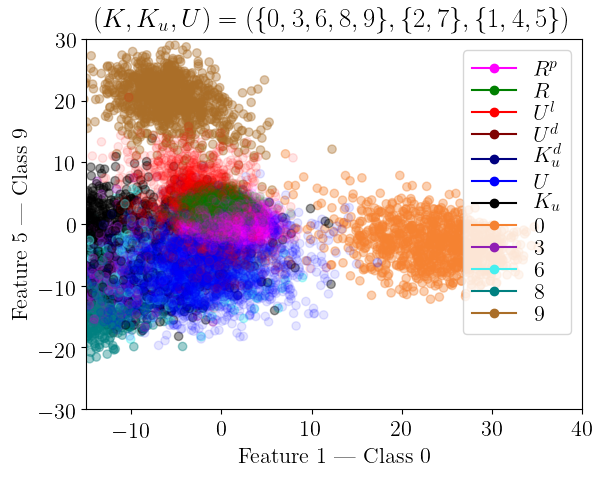 (K, K_u, U) = ({0, 3, 6, 8, 9}, {2, 7}, {1, 4, 5})
30
20
10
0
−10
−20
−30
Feature 5 — Class 9
R^p
R
U^l
U^d
K_u^d
U
K_u
0
3
6
8
9
−10
0
10
20
30
40
Feature 1 — Class 0